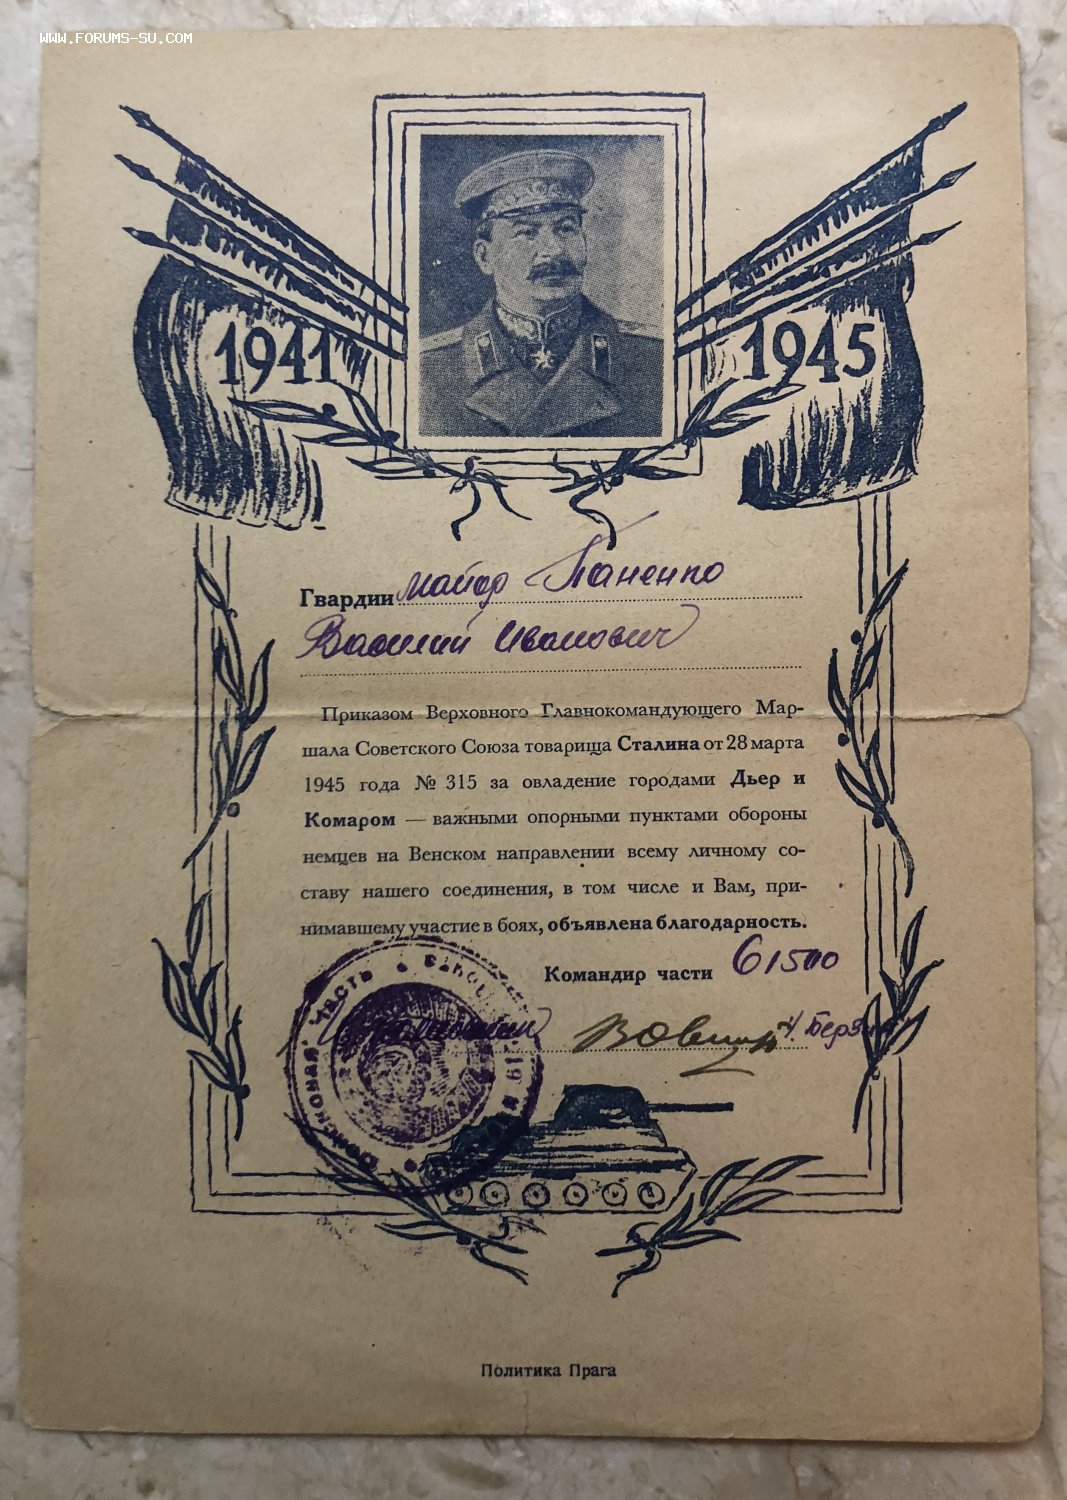 WWW.FORUMS-SU.COM
1941 1945
Гвардии майор Паненко
Василий Иванович
Приказом Верховного Главнокомандующего Мар-
шала Советского Союза товарища Сталина от 28 марта
1945 года № 315 за овладение городами Дьер и
Комаром — важными опорными пунктами обороны
немцев на Венском направлении всему личному со-
ставу нашего соединения, в том числе и Вам, при-
нимавшему участие в боях, объявлена благодарность.
Командир части 61500
часть
Политика Прага